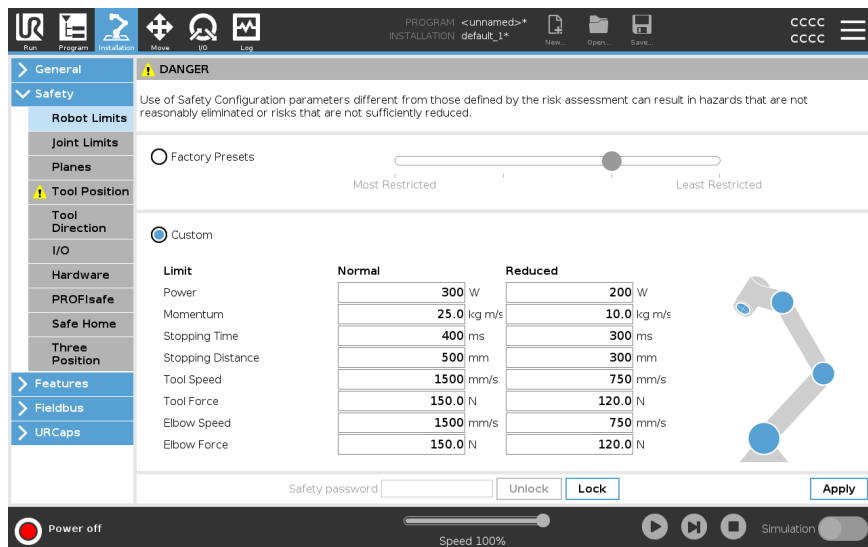 UR
Run
Program
Installation
Move
I/O
Log
PROGRAM <unnamed>*
INSTALLATION default_1*
New...
Open...
Save...
CCCC
CCCC
General
Safety
Robot Limits
Joint Limits
Planes
Tool Position
Tool
Direction
I/O
Hardware
PROFIsafe
Safe Home
Three
Position
Features
Fieldbus
URCaps
DANGER
Use of Safety Configuration parameters different from those defined by the risk assessment can result in hazards that are not
reasonably eliminated or risks that are not sufficiently reduced.
Factory Presets
Most Restricted Least Restricted
Custom
Limit Normal Reduced
Power 300 W 200 W
Momentum 25.0 kg m/s 10.0 kg m/s
Stopping Time 400 ms 300 ms
Stopping Distance 500 mm 300 mm
Tool Speed 1500 mm/s 750 mm/s
Tool Force 150.0 N 120.0 N
Elbow Speed 1500 mm/s 750 mm/s
Elbow Force 150.0 N 120.0 N
Safety password Unlock Lock Apply
Power off
Speed 100%
Simulation